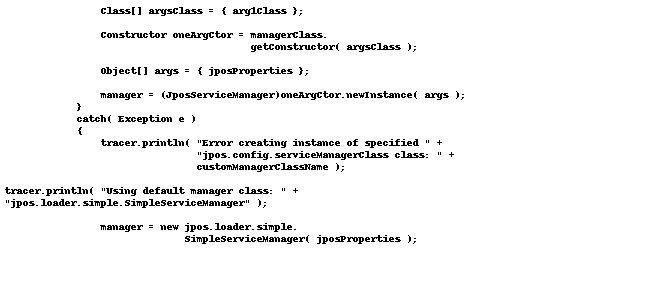 Class[] argsClass = { arg1Class };
Constructor oneArgCtor = managerClass.
getConstructor( argsClass );
Object[] args = { jposProperties };
manager = (JposServiceManager)oneArgCtor.newInstance( args );
}
catch( Exception e )
{
tracer.println( "Error creating instance of specified " +
"jpos.config.serviceManagerClass class: " +
customManagerClassName );
tracer.println( "Using default manager class: " +
"jpos.loader.simple.SimpleServiceManager" );
manager = new jpos.loader.simple.
SimpleServiceManager( jposProperties );